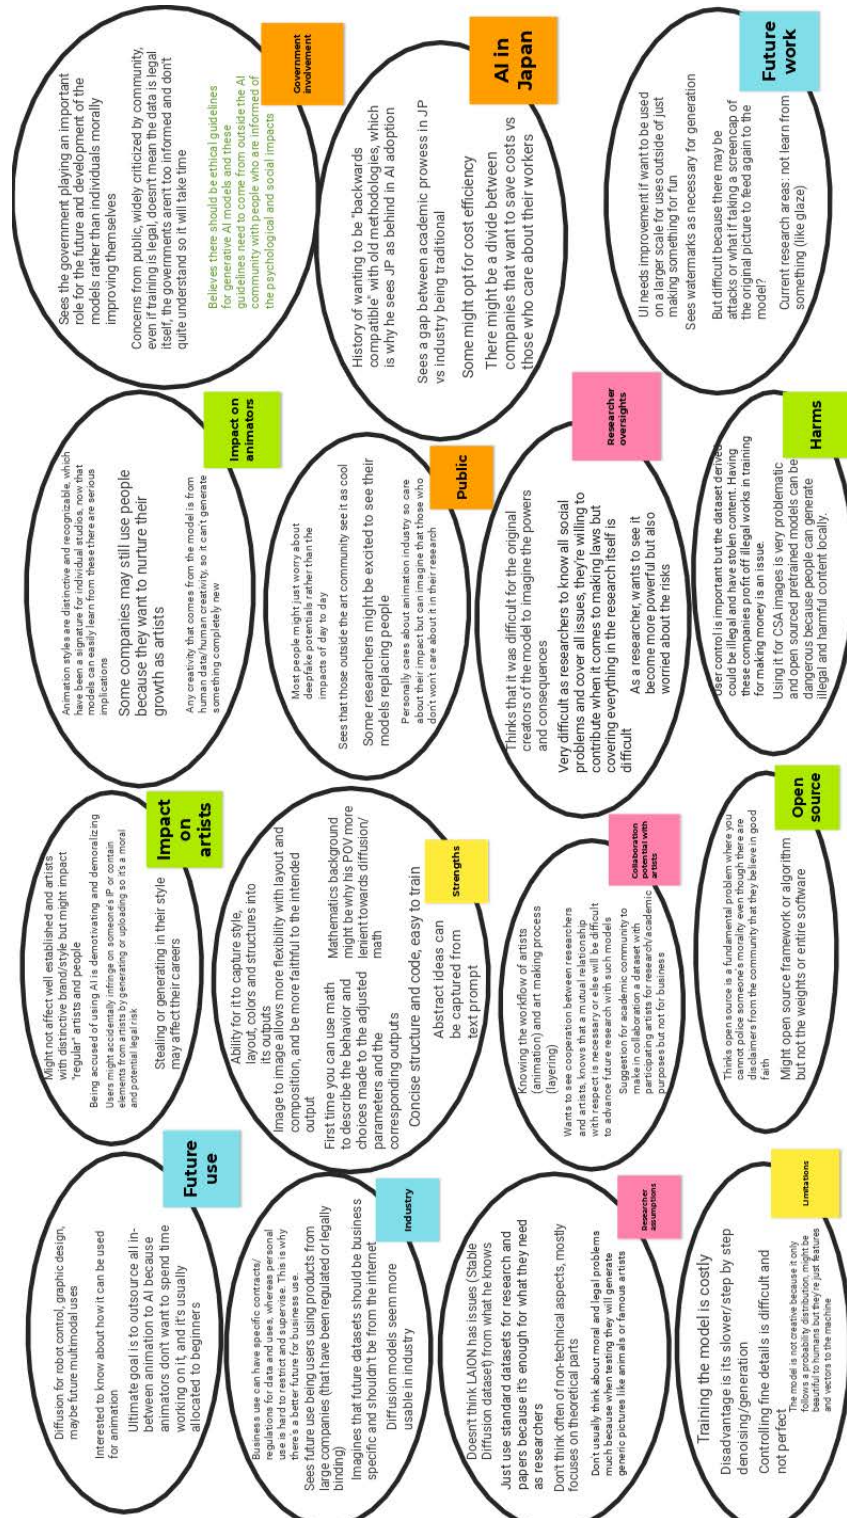 Diffusion for robot control, graphic design,
maybe future multimodal uses
Interested to know about how it can be used
for animation
Ultimate goal is to outsource all in-
between animation to AI because
animators don't want to spend time
working on it, and it's usually
allocated to beginners
Future
use
Might not affect well established and artists
with distinctive brand/style but might impact
"regular" artists and people
Being accused of using AI is demotivating and demoralizing
Users might accidentally infringe on someone's IP or contain
elements from artists by generating or uploading so it's a moral
and potential legal risk
Stealing or generating in their style
may affect their careers
Impact
on
artists
Animation styles are distinctive and recognizable, which
have been a signature for individual studios, now that
models can easily learn from these there are serious
implications
Some companies may still use people
because they want to nurture their
growth as artists
Any creativity that comes from the model is from
human data/human creativity, so it can't generate
something completely new
Impact on
animators
Sees the government playing an important
role for the future and development of the
models rather than individuals morally
improving themselves
Concerns from public, widely criticized by community,
even if training is legal, doesn't mean the data is legal
itself, the governments arent too informed and don't
quite understand so it will take time
Believes there should be ethical guidelines
for generative AI models and these
guidelines need to come from outside the AI
community with people who are informed of
the psychological and social impacts
Government
involvement
Business use can have specific contracts/
regulations for data and uses, whereas personal
use is hard to restrict and supervise. This is why
there's a better future for business use.
Sees future use being users using products from
large companies (that have been regulated or legally
binding)
Imagines that future datasets should be business
specific and shouldn't be from the internet
Diffusion models seem more
usable in industry
Industry
Ability for it to capture style,
layout, colors and structures into
its outputs
Image to image allows more flexibility with layout and
composition, and be more faithful to the intended
output
First time you can use math
to describe the behavior and
choices made to the adjusted
parameters and the
corresponding outputs
Mathematics background
might be why his POV more
lenient towards diffusion/
math
Concise structure and code, easy to train
Abstract ideas can
be captured from
text prompt
Strengths
Most people might just worry about
deepfake potentials rather than the
impacts of day to day
Sees that those outside the art community see it as cool
Some researchers might be excited to see their
models replacing people
Personally cares about animation industry so care
about their impact but can imagine that those who
don't won't care about it in their research
Public
History of wanting to be "backwards
compatible" with old methodologies, which
is why he sees JP as behind in AI adoption
Sees a gap between academic prowess in JP
vs industry being traditional
Some might opt for cost efficiency
There might be a divide between
companies that want to save costs vs
those who care about their workers
AI in
Japan
Doesn't think LAION has issues (Stable
Diffusion dataset) from what he knows
Just use standard datasets for research and
papers because it's enough for what they need
as researchers
Don't think often of non-technical aspects, mostly
focuses on theoretical parts
Don't usually think about moral and legal problems
much because when testing they will generate
generic pictures like animals or famous artists
Researcher
assumptions
Knowing the workflow of artists
(animation) and art making process
(layering)
Wants to see cooperation between researchers
and artists, knows that a mutual relationship
with respect is necessary or else will be difficult
to advance future research with such models
Suggestion for academic community to
make in collaboration a dataset with
participating artists for research/academic
purposes but not for business
Collaboration
potential with
artists
Thinks that it was difficult for the original
creators of the model to imagine the powers
and consequences
Very difficult as researchers to know all social
problems and cover all issues, they're willing to
contribute when it comes to making laws but
covering everything in the research itself is
difficult
As a researcher, wants to see it
become more powerful but also
worried about the risks
Researcher
oversights
UI needs improvement if want to be used
on a larger scale for uses outside of just
making something for fun
Sees watermarks as necessary for generation
But difficult because there may be
attacks or what if taking a screencap of
the original picture to feed again to the
model?
Current research areas: not learn from
something (like glaze)
Future
work
Training the model is costly
Disadvantage is its slower/step by step
denoising/generation
Controlling fine details is difficult and
not perfect
The model is not creative because it only
follows a probability distribution, might be
beautiful to humans but they're just features
and vectors to the machine
Limitations
Thinks open source is a fundamental problem where you
cannot police someone's morality even though there are
disclaimers from the community that they believe in good
faith
Might open source framework or algorithm
but not the weights or entire software
Open
source
User control is important but the dataset derived
could be illegal and have stolen content. Having
these companies profit off illegal works in training
for making money is an issue.
Using it for CSA images is very problematic
and open sourced pretrained models can be
dangerous because people can generate
illegal and harmful content locally.
Harms